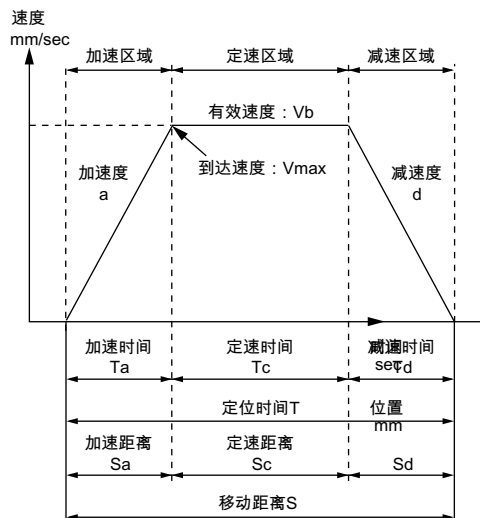 速度
mm/sec
加速区域
定速区域
减速区域
有效速度：Vb
到达速度：Vmax
加速度
a
减速度
d
加速时间
Ta
定速时间
Tc
减速时间
Td
sec
定位时间T
位置
mm
加速距离
Sa
定速距离
Sc
Sd
移动距离S